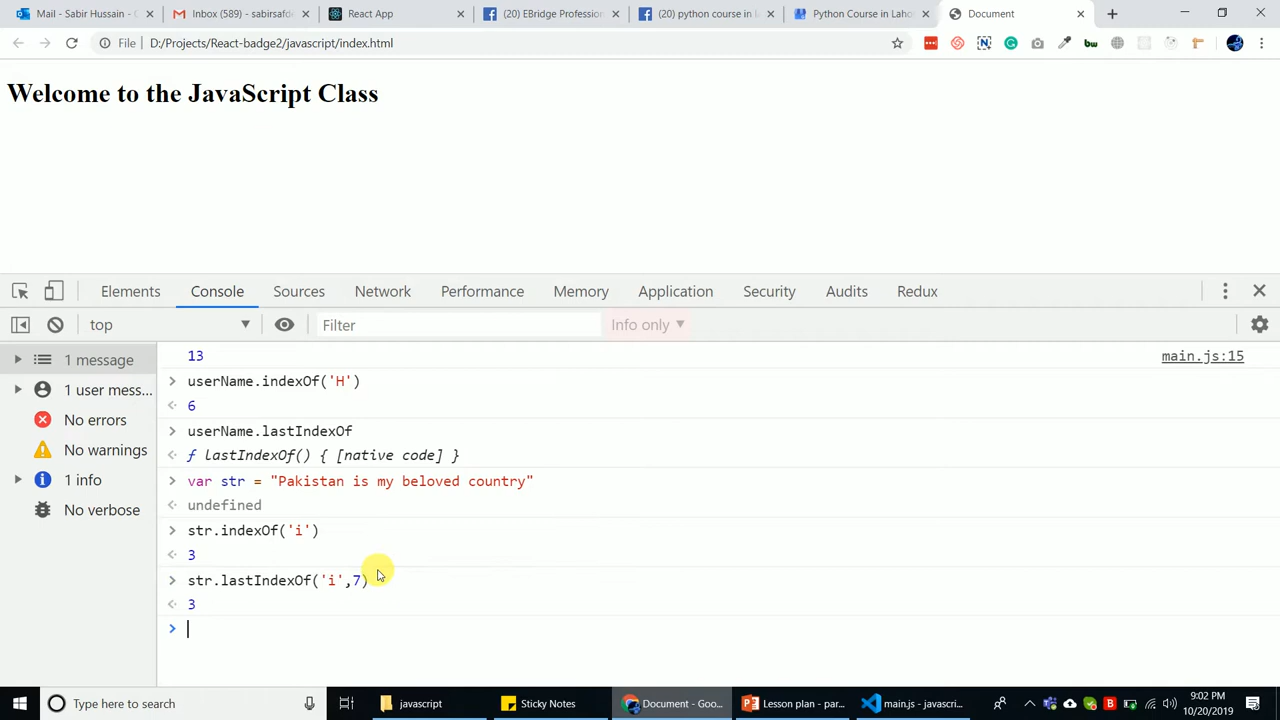 Mail - Sabir Hussain - Inbox (589) - sabirsafd React App (20) EBridge Profession (20) python course in la Python Course in Laho Document
File D:/Projects/React-badge2/javascript/index.html
Welcome to the JavaScript Class
Elements Console Sources Network Performance Memory Application Security Audits Redux
top Filter Info only
1 message
1 user mess...
No errors
No warnings
1 info
No verbose
13 main.js:15
userName.indexOf('H')
6
userName.lastIndexOf
ƒ lastIndexOf() { [native code] }
var str = "Pakistan is my beloved country"
undefined
str.indexOf('i')
3
str.lastIndexOf('i',7)
3
Type here to search javascript Sticky Notes Document - Goo... Lesson plan - par... main.js - javascri... 9:02 PM
10/20/2019